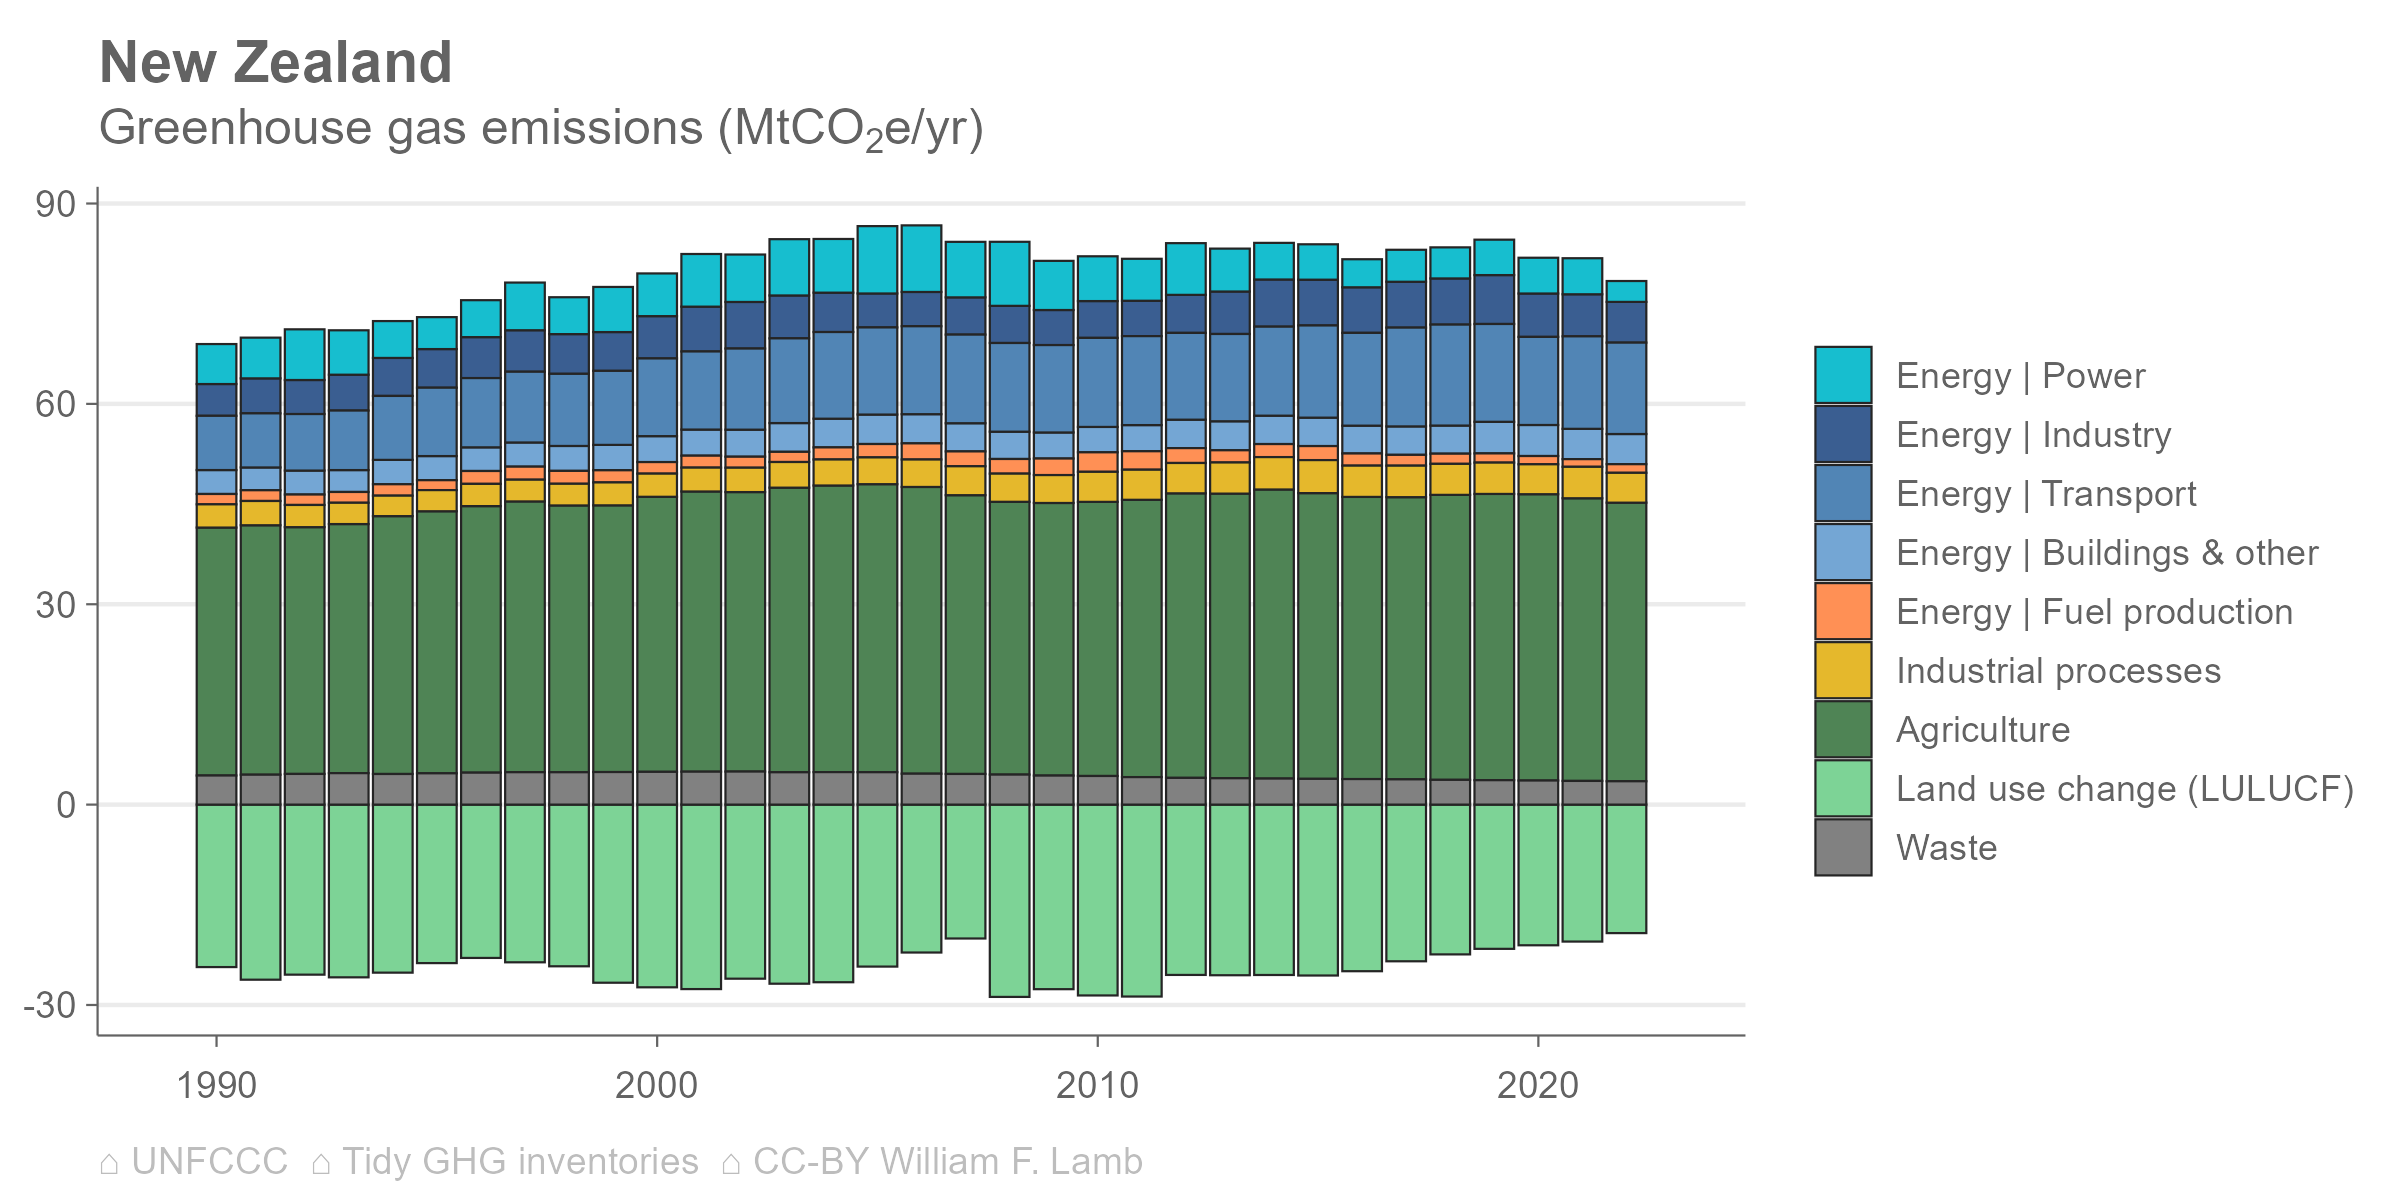 New Zealand
Greenhouse gas emissions (MtCO₂e/yr)
90
60
30
0
-30
1990 2000 2010 2020
Energy | Power
Energy | Industry
Energy | Transport
Energy | Buildings & other
Energy | Fuel production
Industrial processes
Agriculture
Land use change (LULUCF)
Waste
⌂ UNFCCC ⌂ Tidy GHG inventories ⌂ CC-BY William F. Lamb